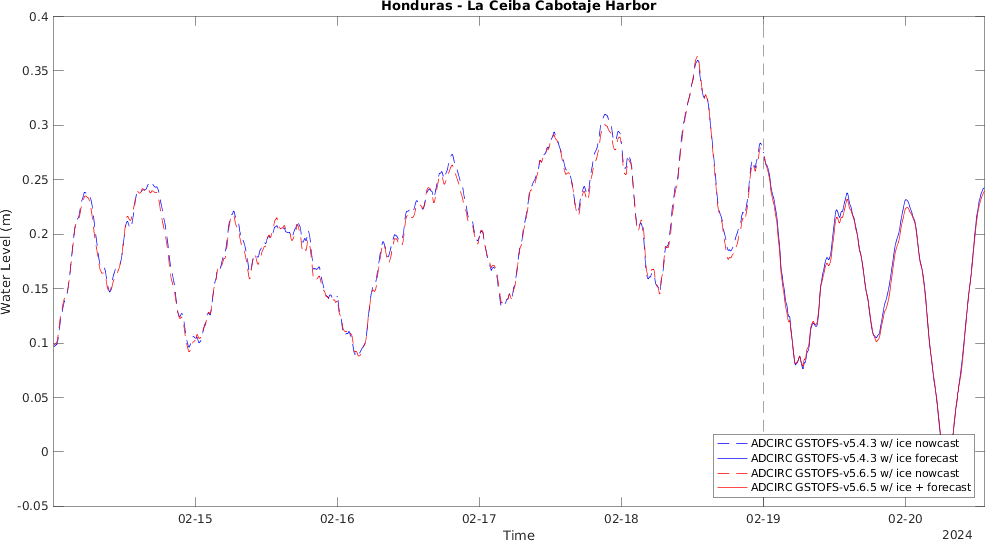 Honduras - La Ceiba Cabotaje Harbor
0.4
0.35
0.3
0.25
0.2
0.15
0.1
0.05
0
-0.05
Water Level (m)
02-15 02-16 02-17 02-18 02-19 02-20
Time
2024
ADCIRC GSTOFS-v5.4.3 w/ ice nowcast
ADCIRC GSTOFS-v5.4.3 w/ ice forecast
ADCIRC GSTOFS-v5.6.5 w/ ice nowcast
ADCIRC GSTOFS-v5.6.5 w/ ice + forecast